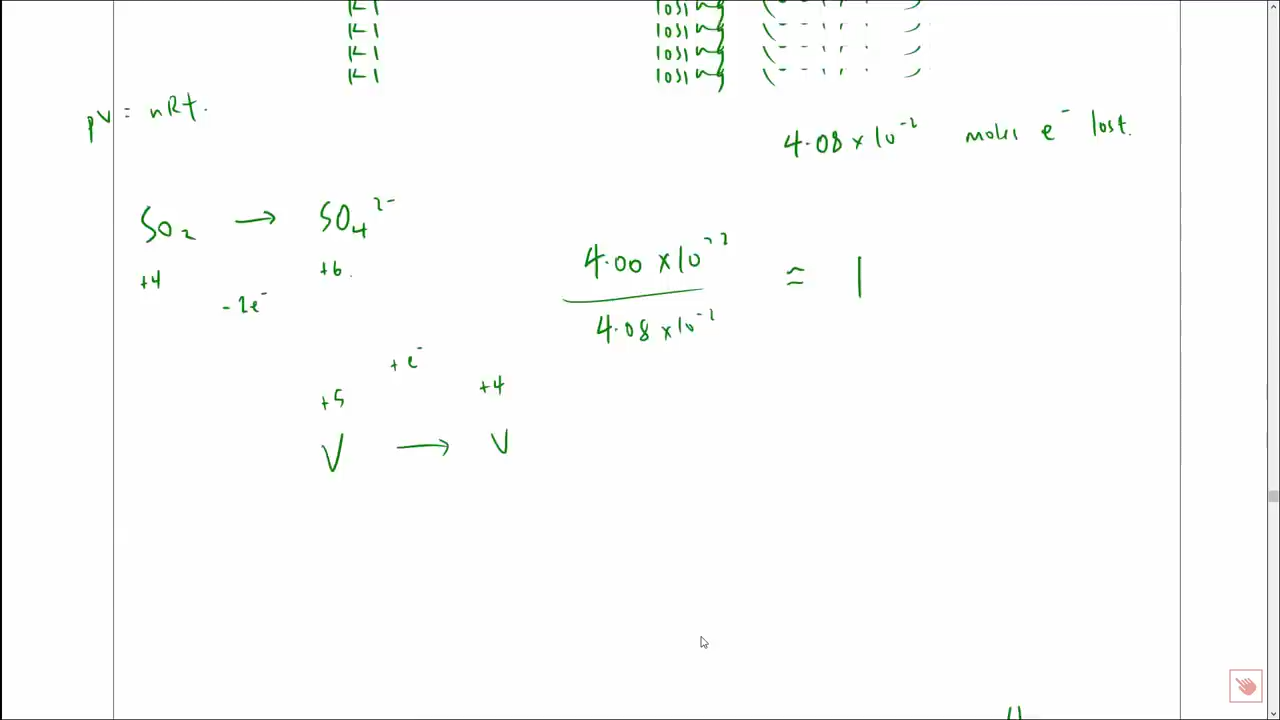 pV = nRt.
4.08 × 10⁻² moles e⁻ lost.
SO₂ → SO₄²⁻
+4 +6.
-2e⁻
4.00 × 10⁻²
4.08 × 10⁻²
≈ 1
+e⁻
+5 +4
V → V